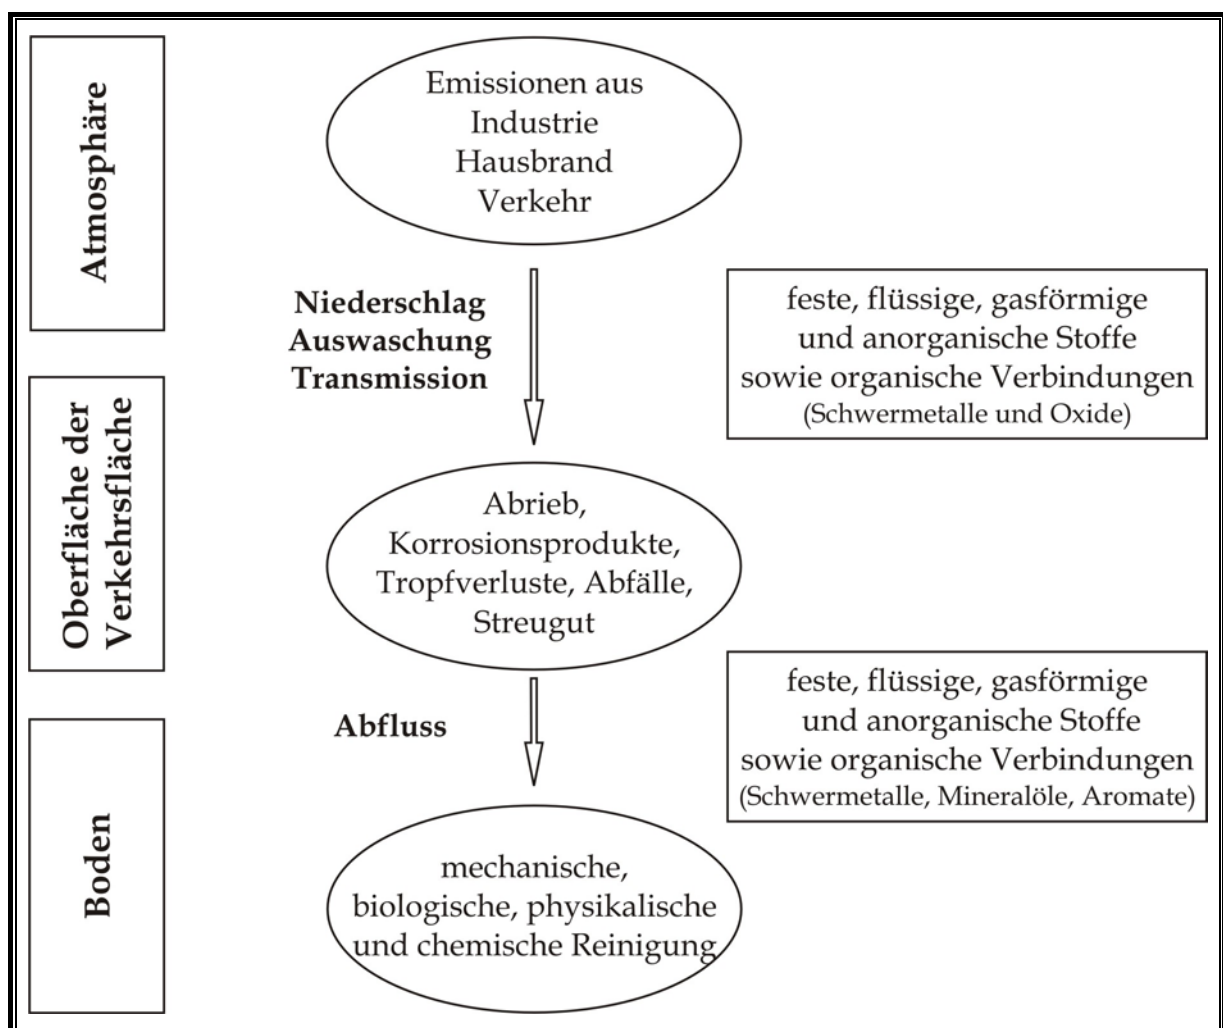 Atmosphäre
Emissionen aus
Industrie
Hausbrand
Verkehr
Niederschlag
Auswaschung
Transmission
feste, flüssige, gasförmige
und anorganische Stoffe
sowie organische Verbindungen
(Schwermetalle und Oxide)
Oberfläche der
Verkehrsfläche
Abrieb,
Korrosionsprodukte,
Tropfverluste, Abfälle,
Streugut
Abfluss
feste, flüssige, gasförmige
und anorganische Stoffe
sowie organische Verbindungen
(Schwermetalle, Mineralöle, Aromate)
Boden
mechanische,
biologische, physikalische
und chemische Reinigung